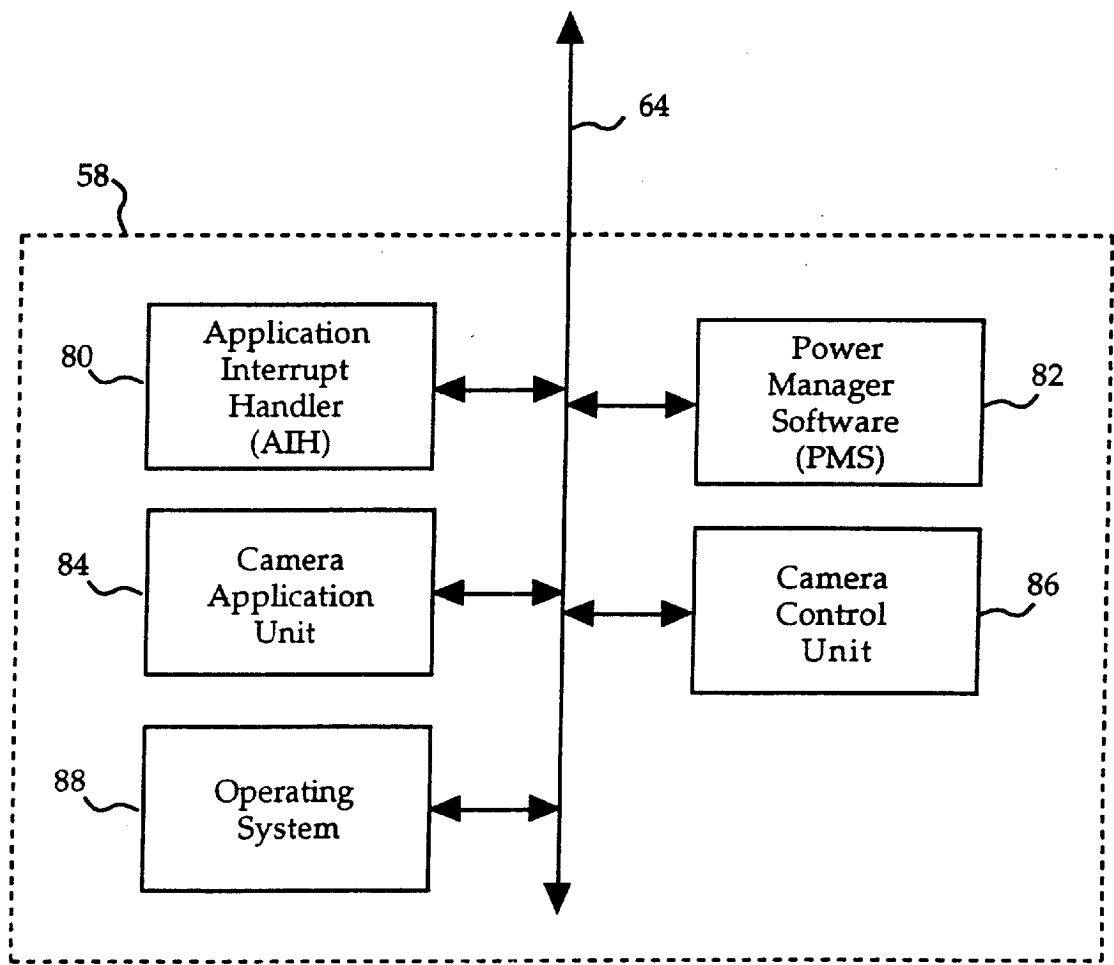 64
58
80
Application
Interrupt
Handler
(AIH)
Power
Manager
Software
(PMS)
82
84
Camera
Application
Unit
Camera
Control
Unit
86
88
Operating
System